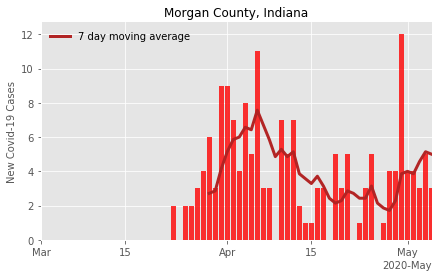 Morgan County, Indiana
7 day moving average
New Covid-19 Cases
12
10
8
6
4
2
0
Mar
15
Apr
15
May
2020-May